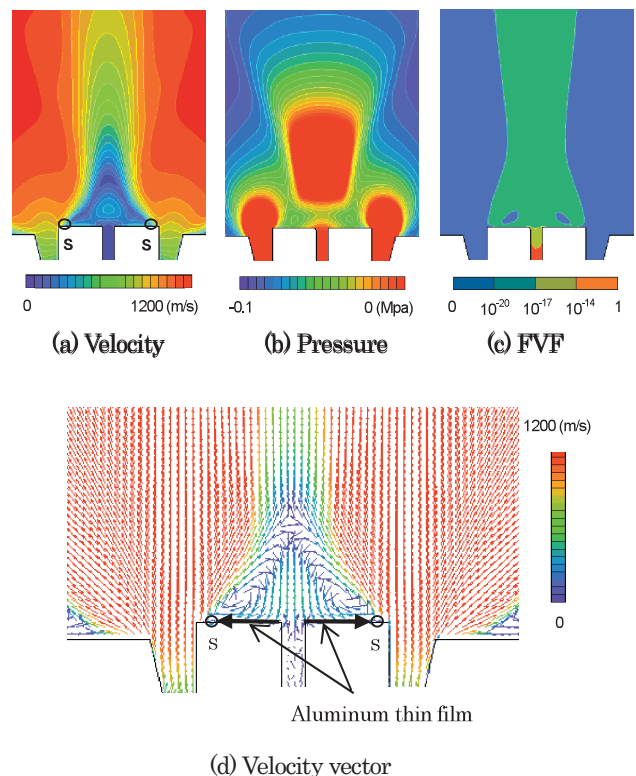 S S
0 1200 (m/s) -0.1 0 (Mpa) 0 10-20 10-17 10-14 1
(a) Velocity (b) Pressure (c) FVF
1200 (m/s)
0
S S
Aluminum thin film
(d) Velocity vector